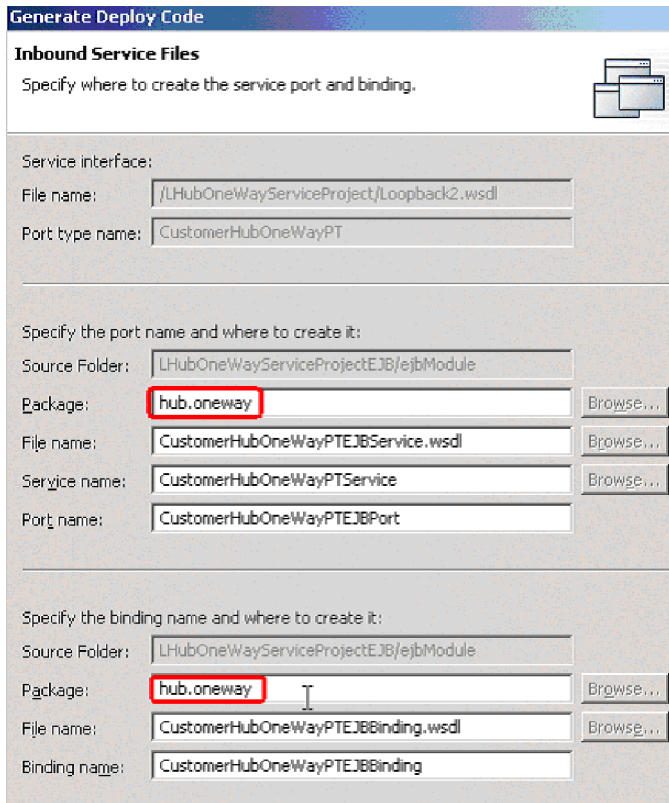 Generate Deploy Code
Inbound Service Files
Specify where to create the service port and binding.
Service interface:
File name: /LHubOneWayServiceProject/Loopback2.wsdl
Port type name: CustomerHubOneWayPT
Specify the port name and where to create it:
Source Folder: LHubOneWayServiceProjectEJB/ejbModule
Package: hub.oneway Browse...
File name: CustomerHubOneWayPTEJBService.wsdl Browse...
Service name: CustomerHubOneWayPTService Browse...
Port name: CustomerHubOneWayPTEJBPort
Specify the binding name and where to create it:
Source Folder: LHubOneWayServiceProjectEJB/ejbModule
Package: hub.oneway Browse...
File name: CustomerHubOneWayPTEJBBinding.wsdl Browse...
Binding name: CustomerHubOneWayPTEJBBinding